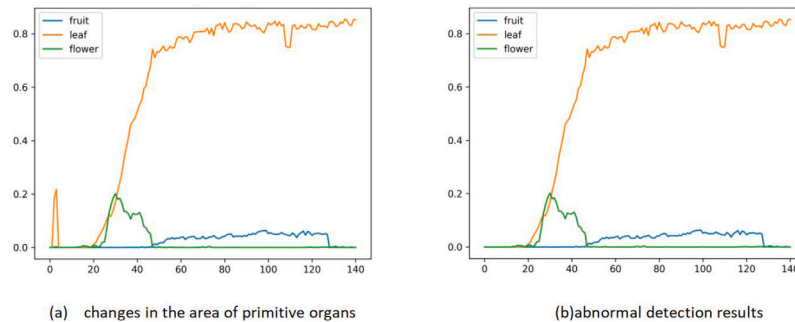 fruit
leaf
flower
0.8
0.6
0.4
0.2
0.0
0 20 40 60 80 100 120 140
(a) changes in the area of primitive organs
fruit
leaf
flower
0.8
0.6
0.4
0.2
0.0
0 20 40 60 80 100 120 140
(b)abnormal detection results